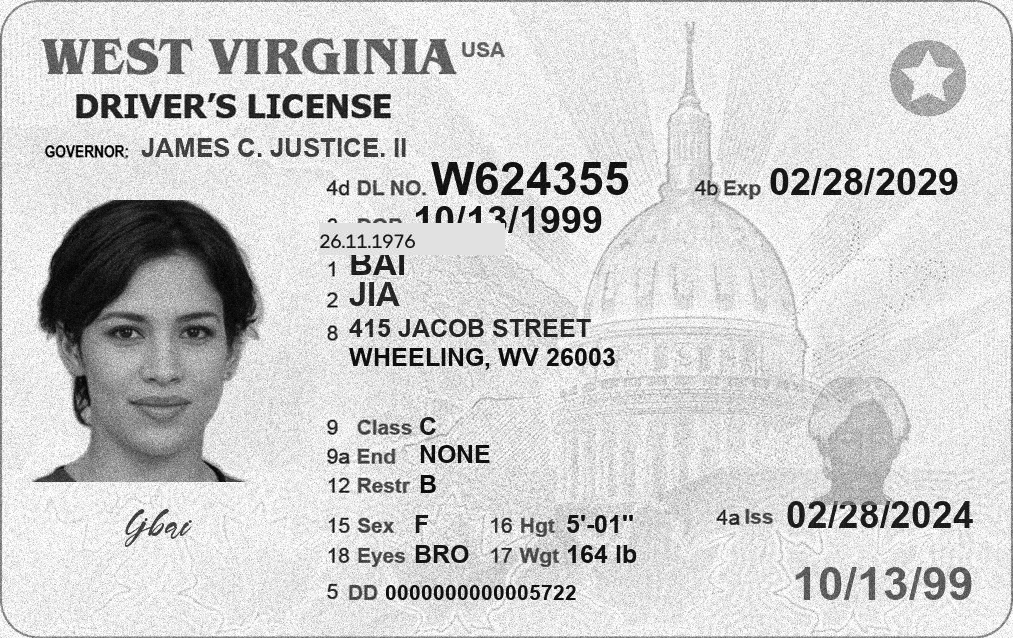 WEST VIRGINIA USA
DRIVER'S LICENSE
GOVERNOR: JAMES C. JUSTICE. II
4d DL NO. W624355
4b Exp 02/28/2029
10/13/1999
26.11.1976
1 BAI
2 JIA
8 415 JACOB STREET
WHEELING, WV 26003
9 Class C
9a End NONE
12 Restr B
15 Sex F 16 Hgt 5'-01"
18 Eyes BRO 17 Wgt 164 lb
5 DD 0000000000005722
4a Iss 02/28/2024
10/13/99
Gbai